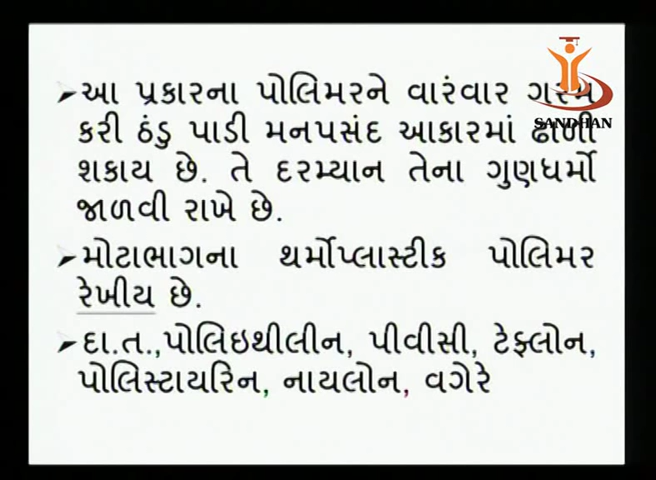 ➢આ પ્રકારના પોલિમરને વારંવાર ગરમ
SANDHAN
કરી ઠંડુ પાડી મનપસંદ આકારમાં ઢાળી
શકાય છે. તે દરમ્યાન તેના ગુણધર્મો
જાળવી રાખે છે.
➢મોટાભાગના થર્મોપ્લાસ્ટીક પોલિમર
રેખીય છે.
➢દા.ત.,પોલિઇથીલીન, પીવીસી, ટેફ્લોન,
પોલિસ્ટાયરિન, નાયલોન, વગેરે